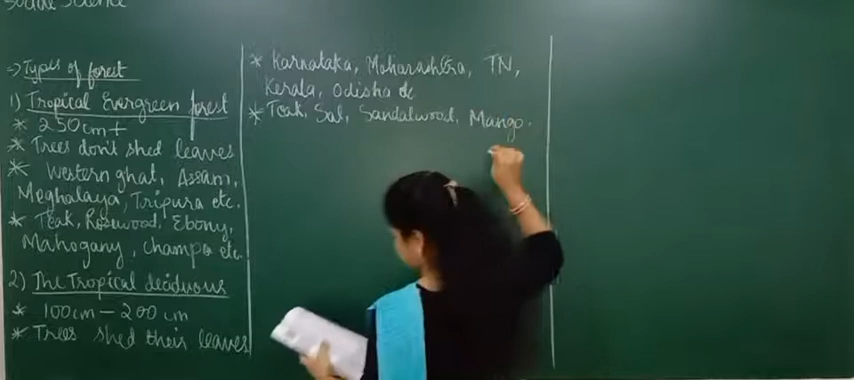 Social Science
-) Types of forest
1) Tropical Evergreen forest
* 250cm+
* Trees don't shed leaves
* Western ghat, Assam,
Meghalaya, Tripura etc.
* Teak, Rosewood, Ebony,
Mahogany, champa etc.
2) The Tropical deciduous
* 100cm - 200 cm
* Trees shed their leaves
* Karnataka, Maharashtra, TN,
Kerala, Odisha etc
* Teak, Sal, Sandalwood, Mango.